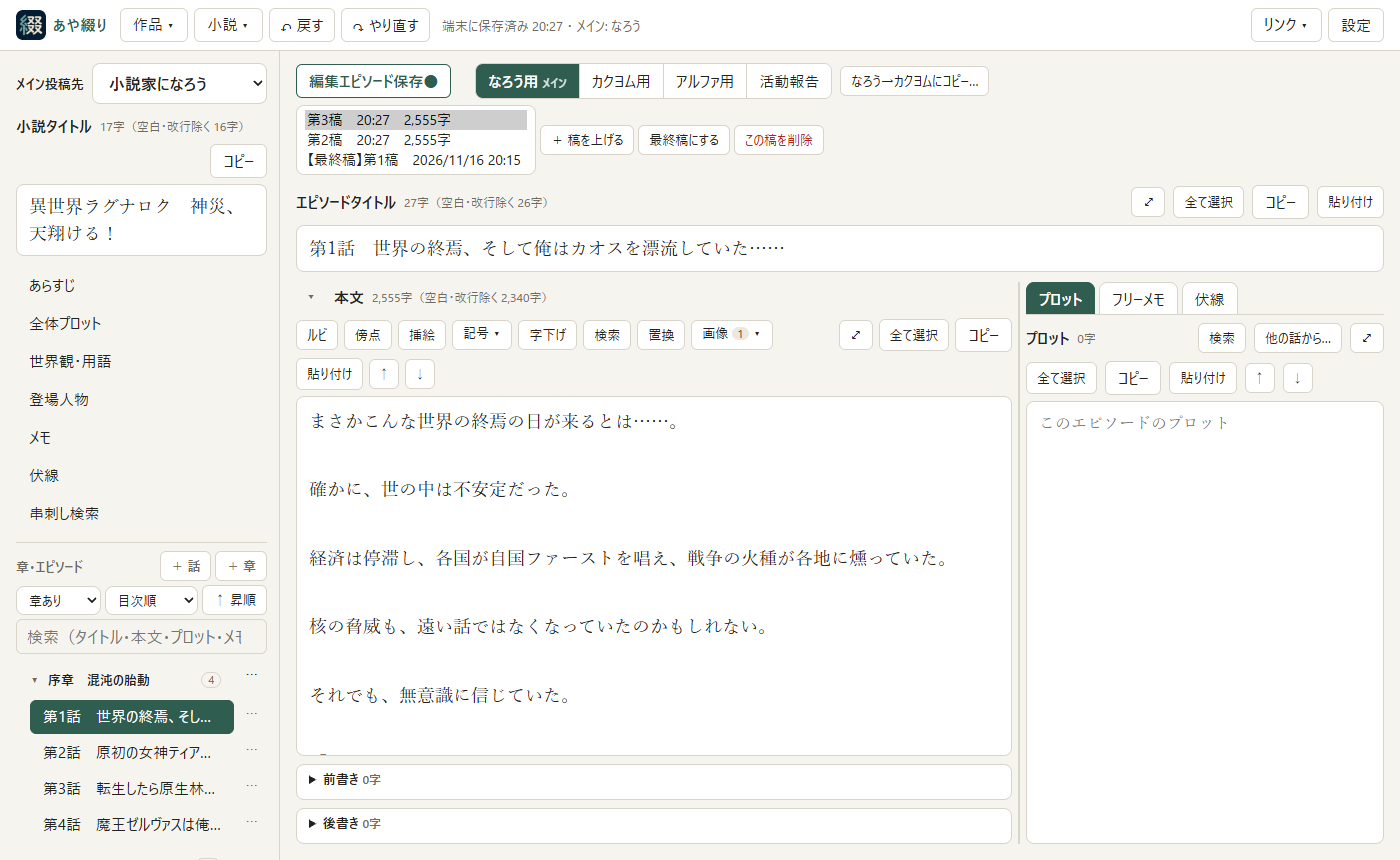 綴 あや綴り 作品 ▾ 小説 ▾ ↶ 戻す ↷ やり直す 端末に保存済み 20:27・メイン: なろう リンク ▾ 設定
メイン投稿先 小説家になろう
小説タイトル 17字（空白・改行除く16字）
コピー
異世界ラグナロク　神災、
天翔ける！
あらすじ
全体プロット
世界観・用語
登場人物
メモ
伏線
串刺し検索
章・エピソード ＋ 話 ＋ 章
章あり 目次順 ↑ 昇順
検索（タイトル・本文・プロット・メモ
▾ 序章　混沌の胎動 4 …
第1話　世界の終焉、そし… …
第2話　原初の女神ティア… …
第3話　転生したら原生林… …
第4話　魔王ゼルヴァスは俺… …
編集エピソード保存● なろう用 メイン カクヨム用 アルファ用 活動報告 なろう→カクヨムにコピー…
第3稿　20:27　2,555字
第2稿　20:27　2,555字
【最終稿】第1稿　2026/11/16 20:15
＋ 稿を上げる 最終稿にする この稿を削除
エピソードタイトル 27字（空白・改行除く26字） ⤢ 全て選択 コピー 貼り付け
第1話　世界の終焉、そして俺はカオスを漂流していた……
▾ 本文 2,555字（空白・改行除く2,340字）
ルビ 傍点 挿絵 記号 ▾ 字下げ 検索 置換 画像 1 ▾ ⤢ 全て選択 コピー
貼り付け ↑ ↓
まさかこんな世界の終焉の日が来るとは……。
確かに、世の中は不安定だった。
経済は停滞し、各国が自国ファーストを唱え、戦争の火種が各地に燻っていた。
核の脅威も、遠い話ではなくなっていたのかもしれない。
それでも、無意識に信じていた。
▶ 前書き 0字
▶ 後書き 0字
プロット フリーメモ 伏線
プロット 0字 検索 他の話から… ⤢
全て選択 コピー 貼り付け ↑ ↓
このエピソードのプロット